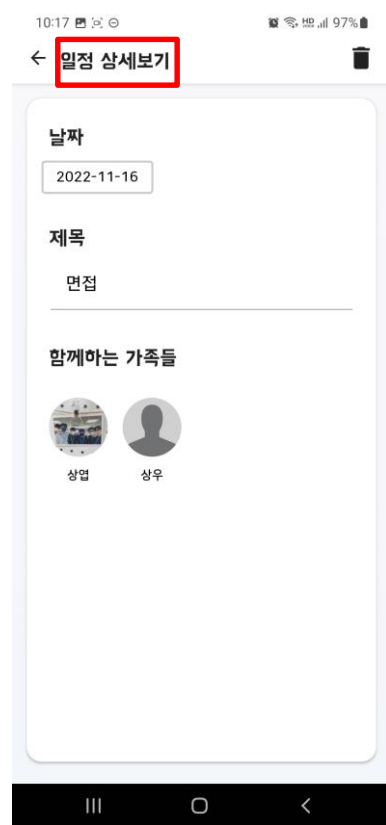 10:17 97%
일정 상세보기
날짜
2022-11-16
제목
면접
함께하는 가족들
상엽 상우